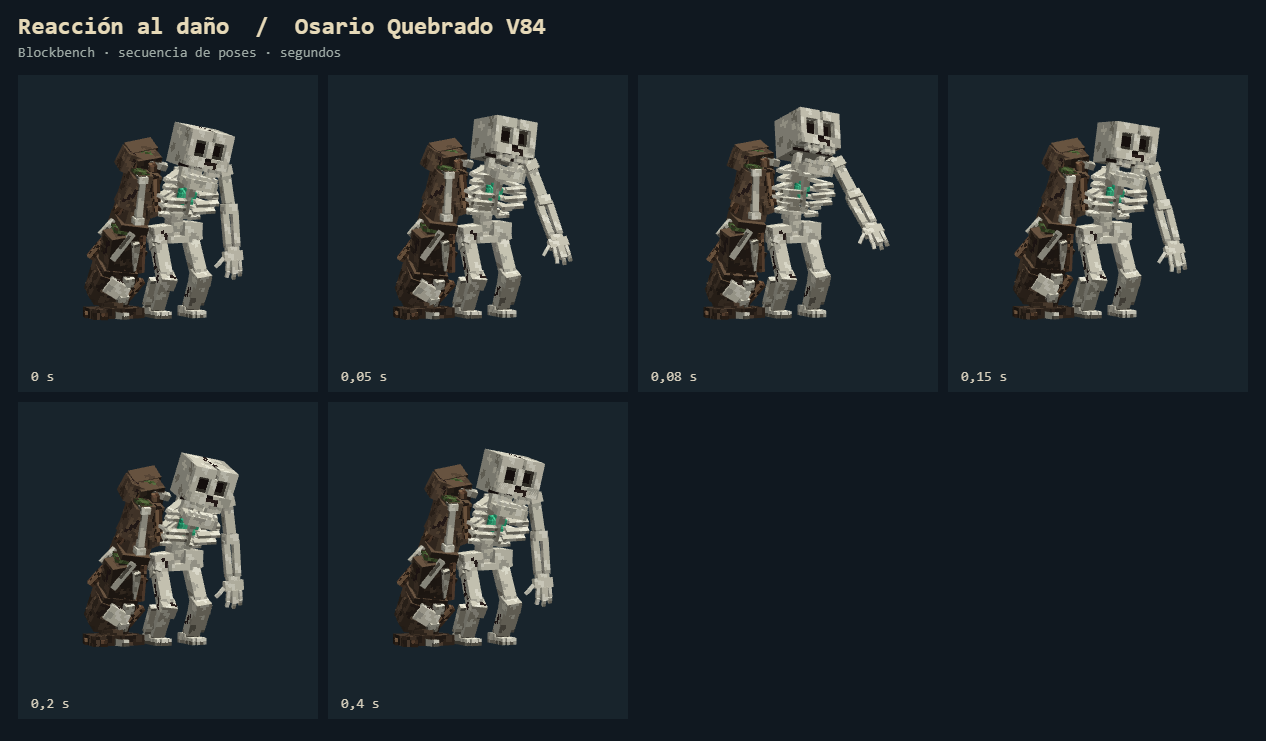 Reacción al daño / Osario Quebrado V84
Blockbench · secuencia de poses · segundos
0 s
0,05 s
0,08 s
0,15 s
0,2 s
0,4 s